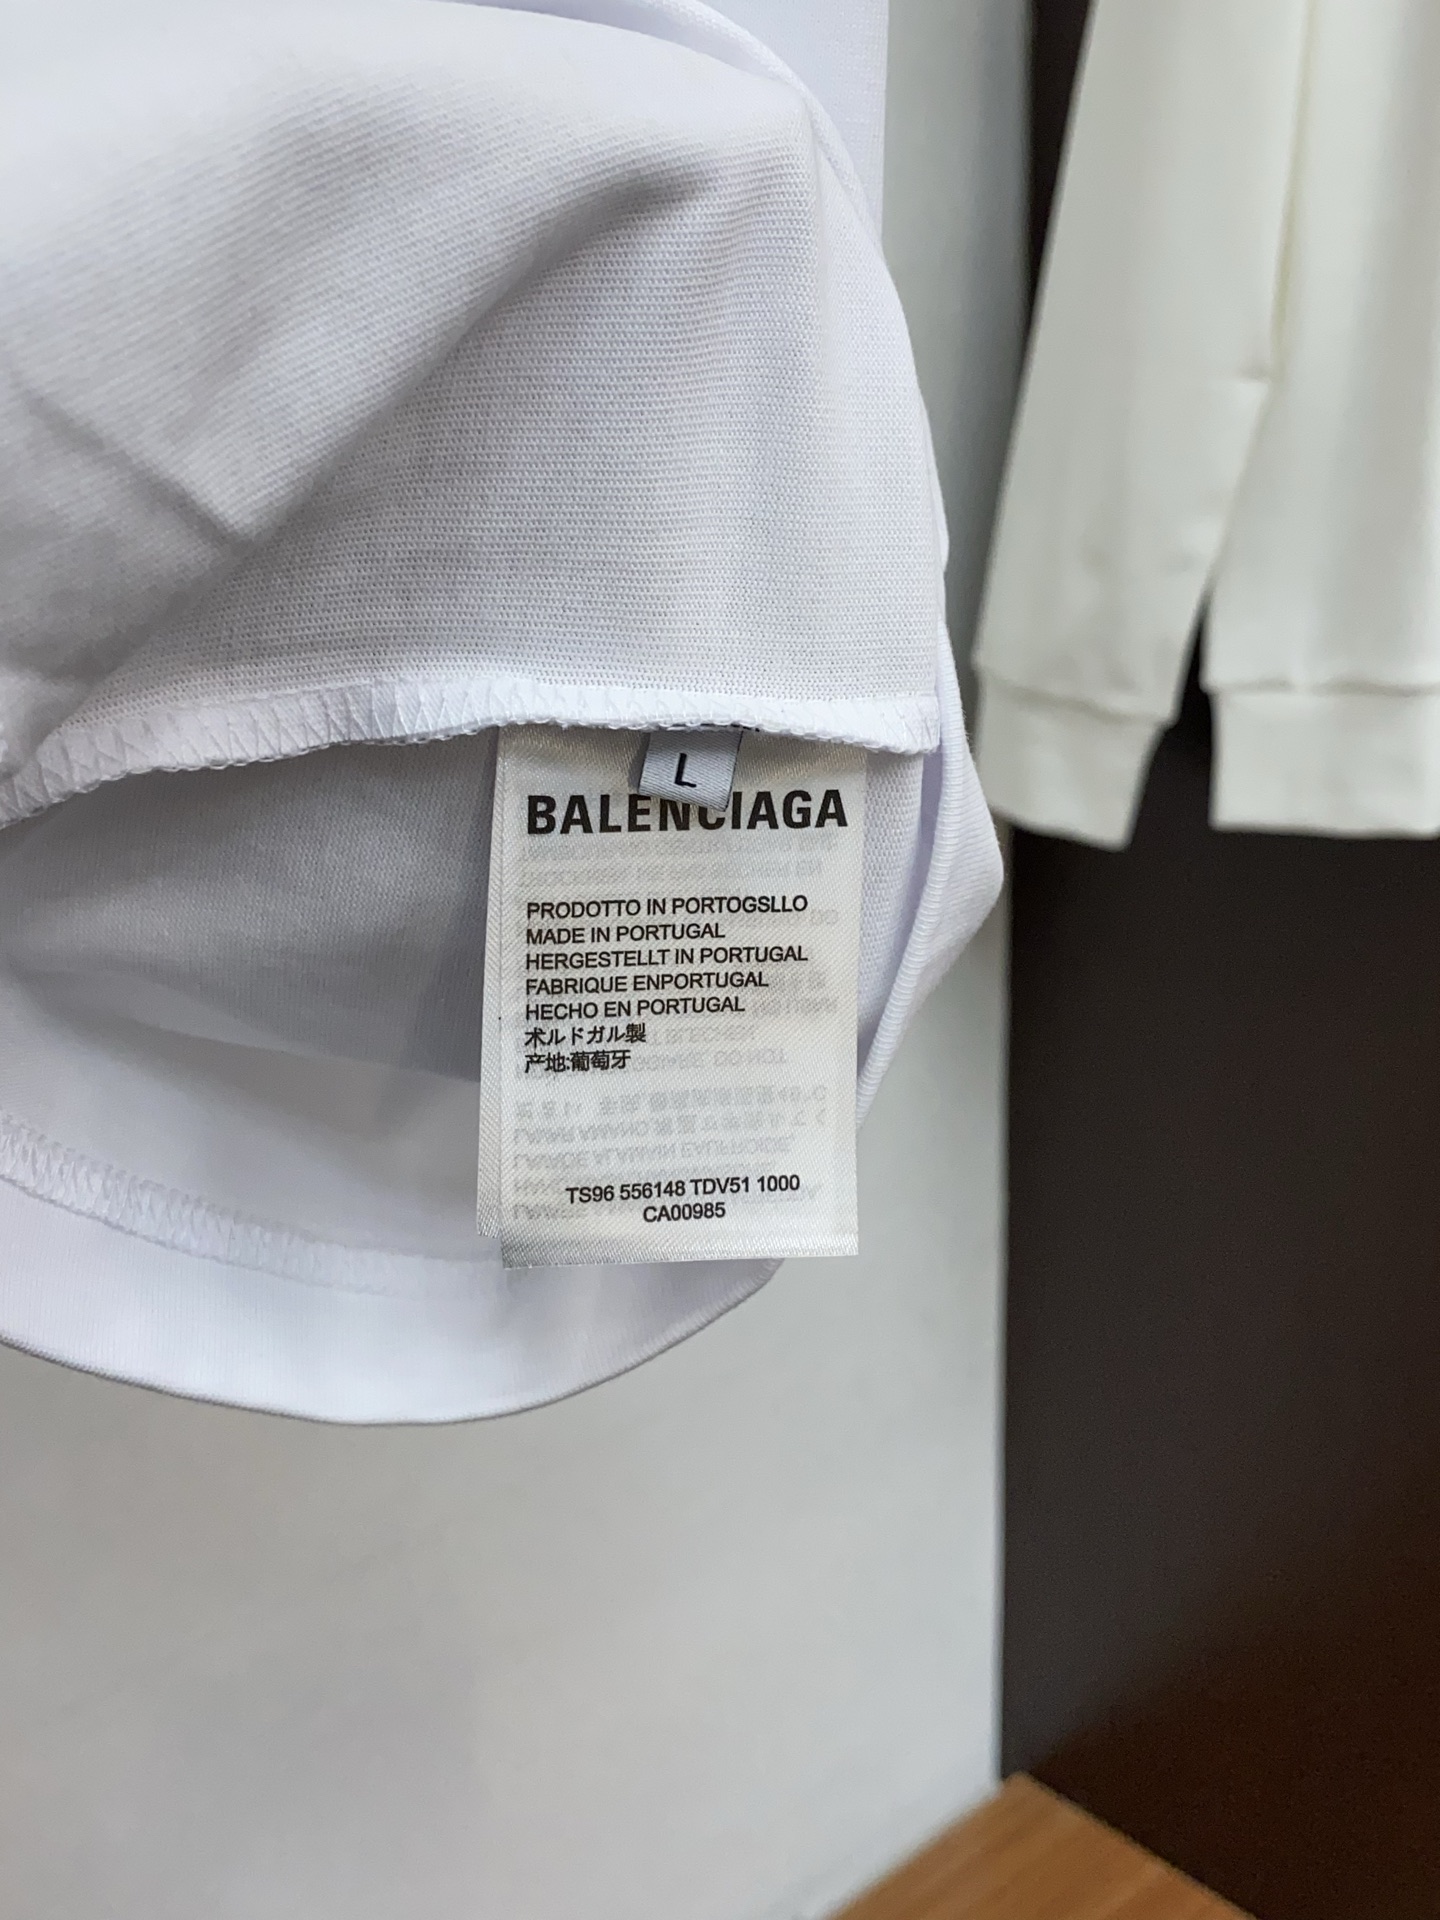 L
BALENCIAGA
PRODOTTO IN PORTOGSLLO
MADE IN PORTUGAL
HERGESTELLT IN PORTUGAL
FABRIQUE ENPORTUGAL
HECHO EN PORTUGAL
术ルドガル製
产地:葡萄牙
TS96 556148 TDV51 1000
CA00985